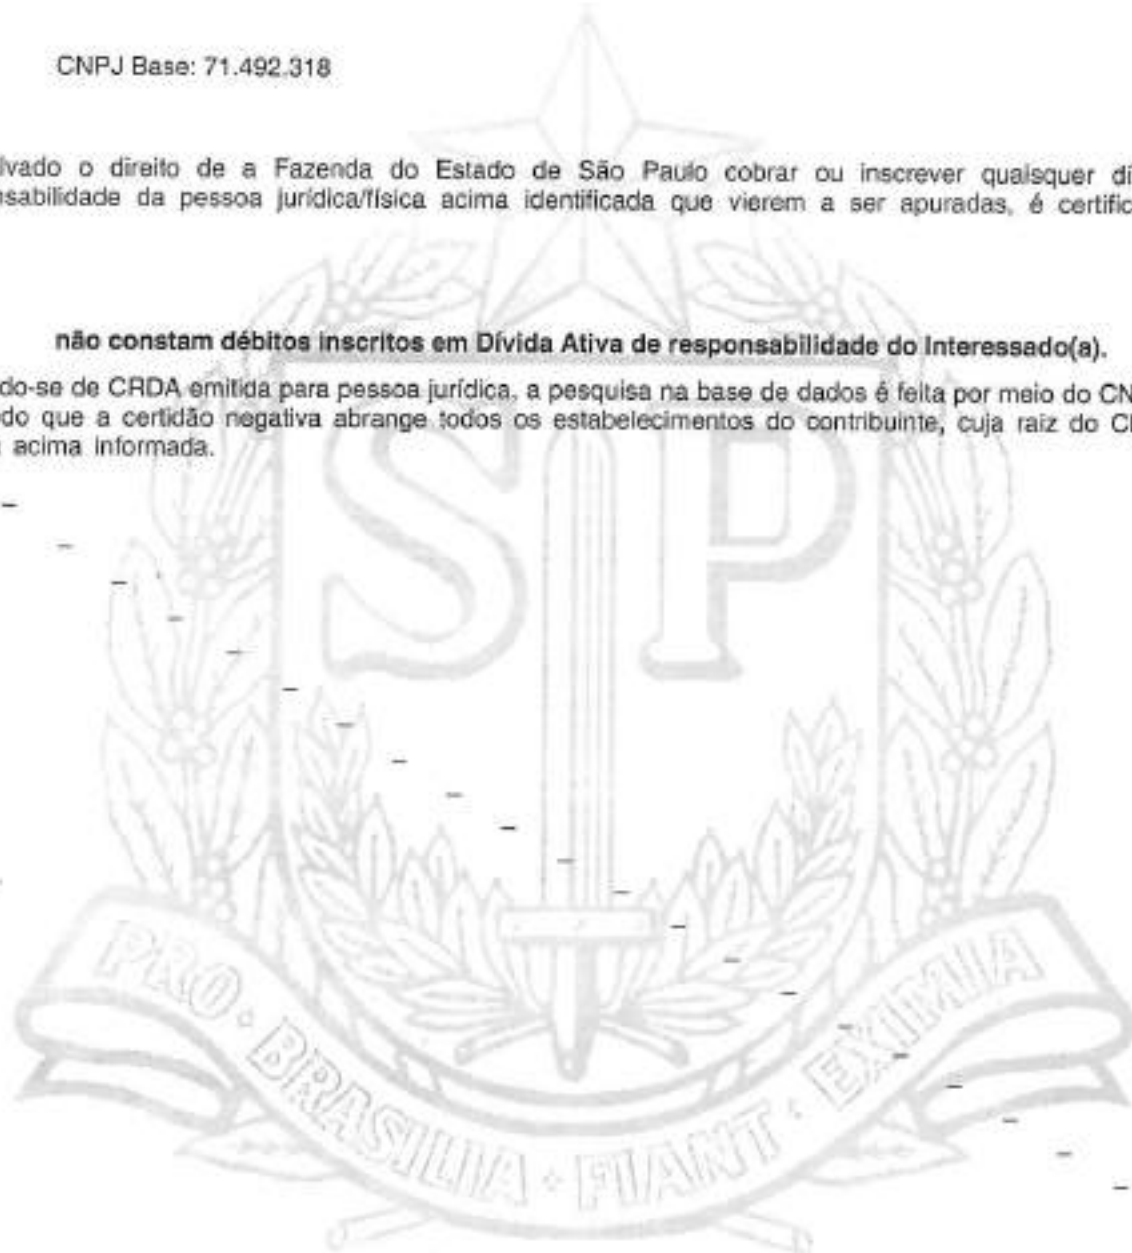 CNPJ Base: 71.492.318
lvado o direito de a Fazenda do Estado de São Paulo cobrar ou inscrever quaisquer dí
nsabilidade da pessoa jurídica/física acima identificada que vierem a ser apuradas, é certific
não constam débitos inscritos em Dívida Ativa de responsabilidade do Interessado(a).
do-se de CRDA emitida para pessoa jurídica, a pesquisa na base de dados é feita por meio do CN
do que a certidão negativa abrange todos os estabelecimentos do contribuinte, cuja raiz do C
acima informada.
SP
PRO · BRASILIA · FIANT · EXIMIA